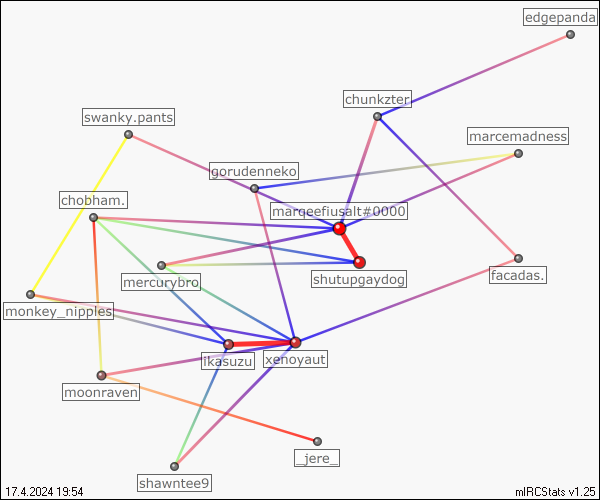 edgepanda
chunkzter
swanky.pants
marcemadness
gorudenneko
chobham.
marqeefiusalt#0000
mercurybro
shutupgaydog
facadas.
monkey_nipples
ikasuzu
xenoyaut
moonraven
_jere_
shawntee9
17.4.2024 19:54
mIRCStats v1.25